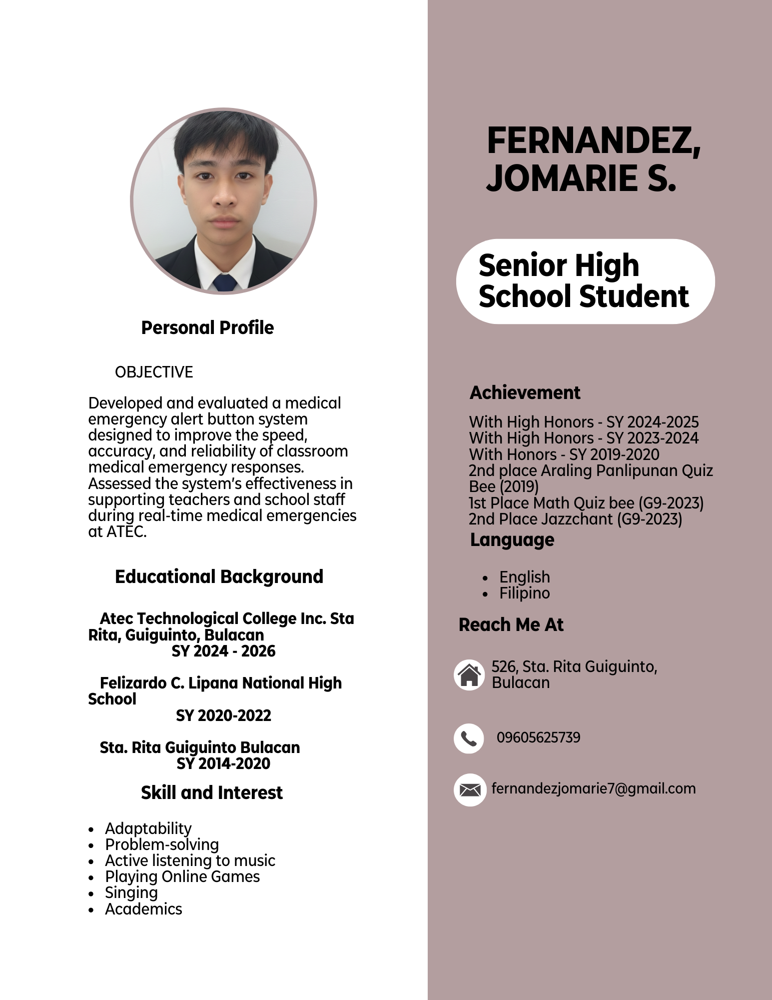 FERNANDEZ,
JOMARIE S.
Senior High
School Student
Personal Profile
OBJECTIVE
Developed and evaluated a medical
emergency alert button system
designed to improve the speed,
accuracy, and reliability of classroom
medical emergency responses.
Assessed the system's effectiveness in
supporting teachers and school staff
during real-time medical emergencies
at ATEC.
Educational Background
Atec Technological College Inc. Sta
Rita, Guiguinto, Bulacan
SY 2024 - 2026
Felizardo C. Lipana National High
School
SY 2020-2022
Sta. Rita Guiguinto Bulacan
SY 2014-2020
Skill and Interest
• Adaptability
• Problem-solving
• Active listening to music
• Playing Online Games
• Singing
• Academics
Achievement
With High Honors - SY 2024-2025
With High Honors - SY 2023-2024
With Honors - SY 2019-2020
2nd place Araling Panlipunan Quiz
Bee (2019)
1st Place Math Quiz bee (G9-2023)
2nd Place Jazzchant (G9-2023)
Language
• English
• Filipino
Reach Me At
526, Sta. Rita Guiguinto,
Bulacan
09605625739
fernandezjomarie7@gmail.com